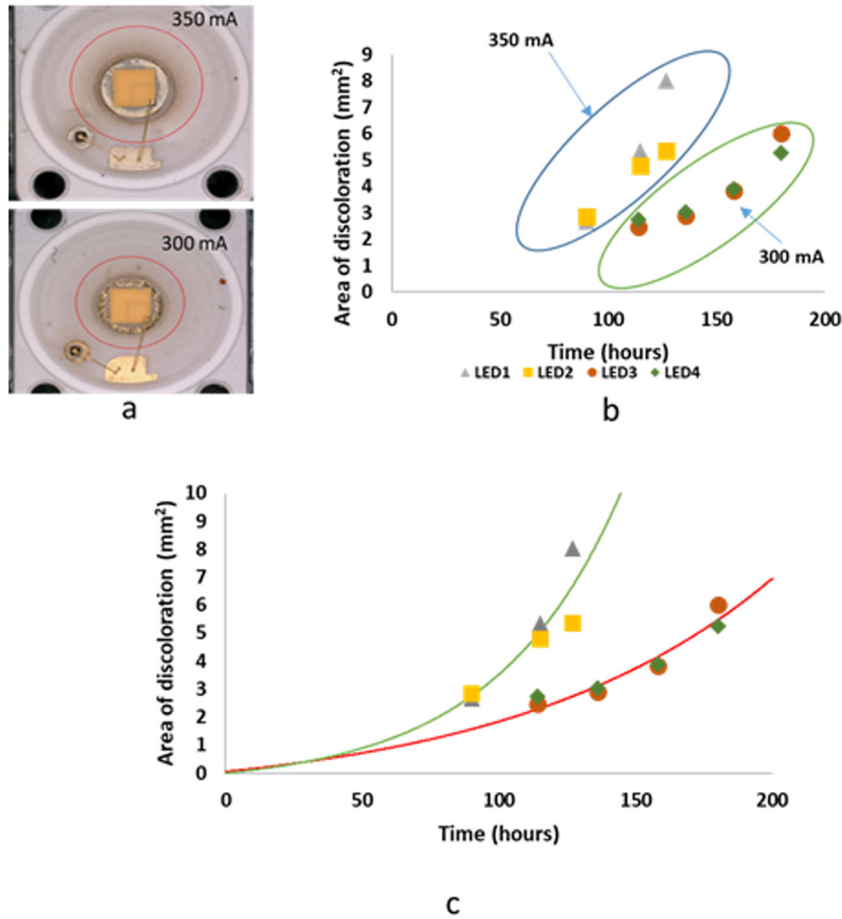 350 mA
300 mA
a
Area of discoloration (mm²)
9
8
7
6
5
4
3
2
1
0
0 50 100 150 200
350 mA
300 mA
Time (hours)
LED1 LED2 LED3 LED4
b
Area of discoloration (mm²)
10
9
8
7
6
5
4
3
2
1
0
0 50 100 150 200
Time (hours)
c